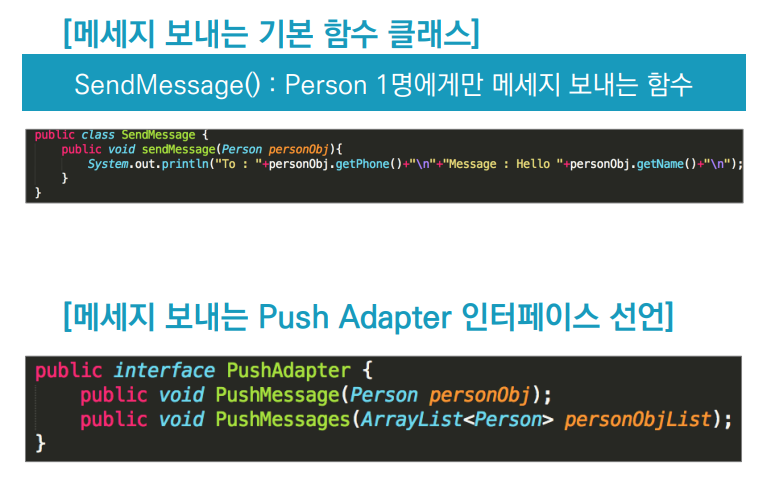 [메세지 보내는 기본 함수 클래스]
SendMessage() : Person 1명에게만 메세지 보내는 함수
public class SendMessage {
public void sendMessage(Person personObj){
System.out.println("To : "+personObj.getPhone()+"\n"+"Message : Hello "+personObj.getName()+"\n");
}
}
[메세지 보내는 Push Adapter 인터페이스 선언]
public interface PushAdapter {
public void PushMessage(Person personObj);
public void PushMessages(ArrayList<Person> personObjList);
}